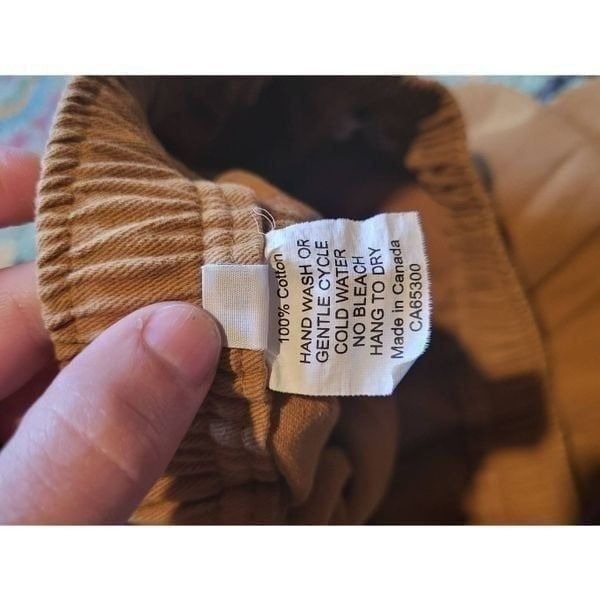 100% Cotton
HAND WASH OR
GENTLE CYCLE
COLD WATER
NO BLEACH
HANG TO DRY
Made in Canada
CA65300